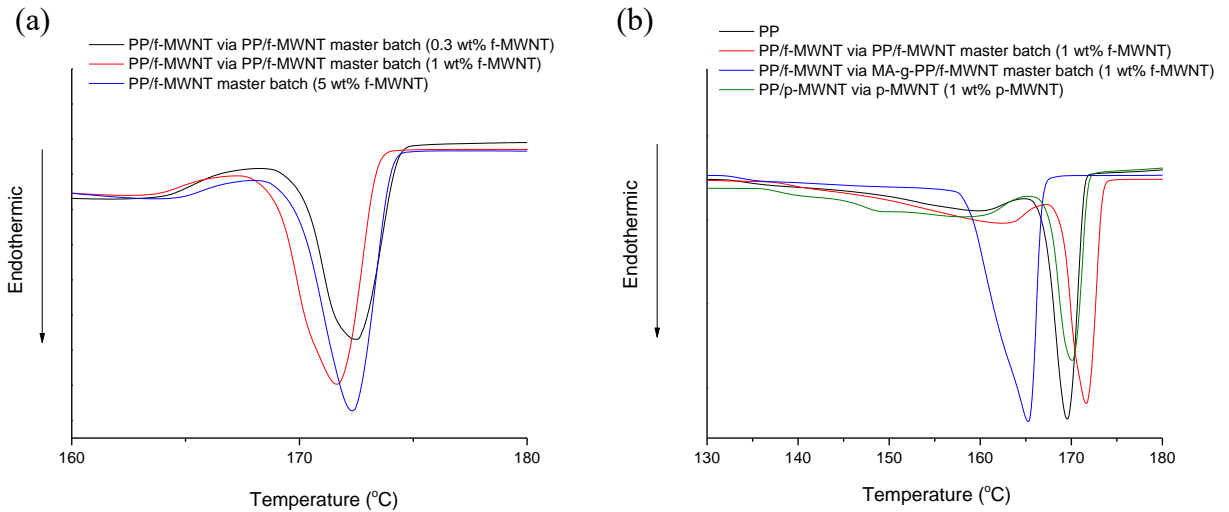 (a)
PP/f-MWNT via PP/f-MWNT master batch (0.3 wt% f-MWNT)
PP/f-MWNT via PP/f-MWNT master batch (1 wt% f-MWNT)
PP/f-MWNT master batch (5 wt% f-MWNT)
Endothermic
160
170
180
Temperature (°C)
(b)
PP
PP/f-MWNT via PP/f-MWNT master batch (1 wt% f-MWNT)
PP/f-MWNT via MA-g-PP/f-MWNT master batch (1 wt% f-MWNT)
PP/p-MWNT via p-MWNT (1 wt% p-MWNT)
Endothermic
130
140
150
160
170
180
Temperature (°C)